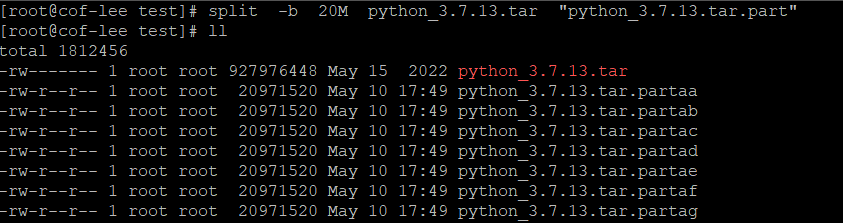 [root@cof-lee test]# split  -b  20M  python_3.7.13.tar  "python_3.7.13.tar.part"
[root@cof-lee test]# ll
total 1812456
-rw------- 1 root root 927976448 May 15  2022 python_3.7.13.tar
-rw-r--r-- 1 root root  20971520 May 10 17:49 python_3.7.13.tar.partaa
-rw-r--r-- 1 root root  20971520 May 10 17:49 python_3.7.13.tar.partab
-rw-r--r-- 1 root root  20971520 May 10 17:49 python_3.7.13.tar.partac
-rw-r--r-- 1 root root  20971520 May 10 17:49 python_3.7.13.tar.partad
-rw-r--r-- 1 root root  20971520 May 10 17:49 python_3.7.13.tar.partae
-rw-r--r-- 1 root root  20971520 May 10 17:49 python_3.7.13.tar.partaf
-rw-r--r-- 1 root root  20971520 May 10 17:49 python_3.7.13.tar.partag